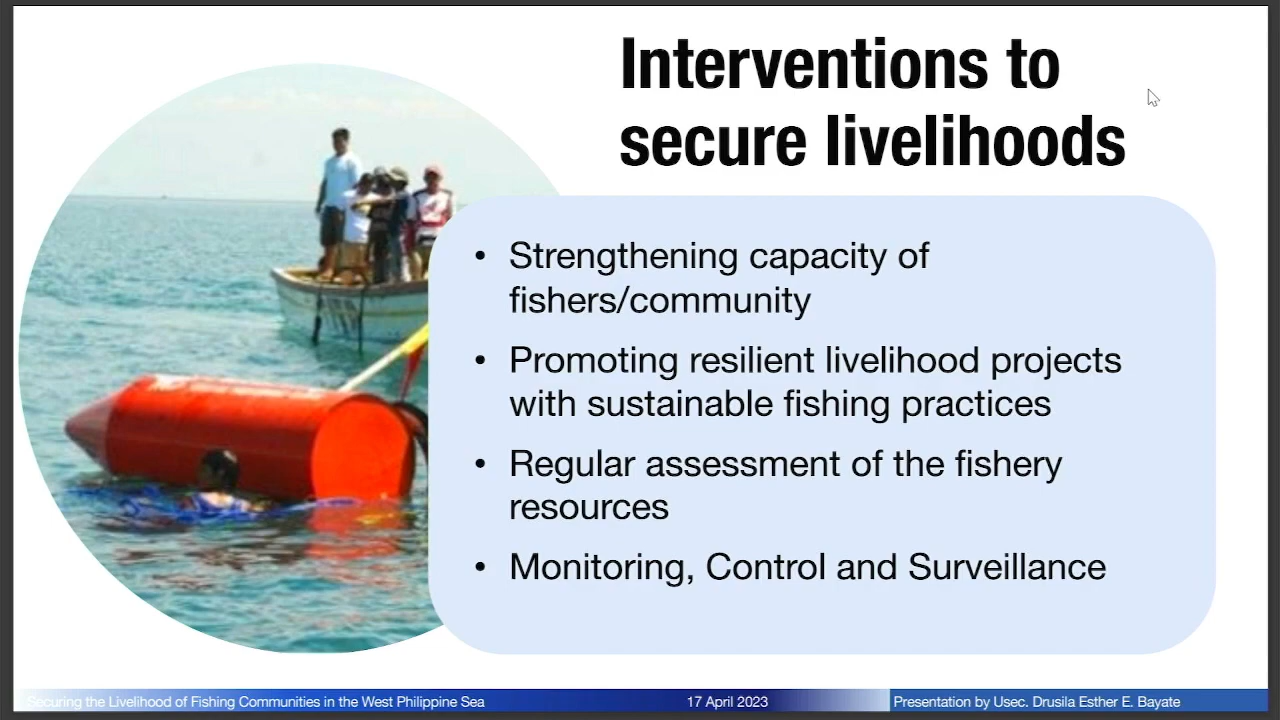 Interventions to
secure livelihoods
• Strengthening capacity of
fishers/community
• Promoting resilient livelihood projects
with sustainable fishing practices
• Regular assessment of the fishery
resources
• Monitoring, Control and Surveillance
Securing the Livelihood of Fishing Communities in the West Philippine Sea
17 April 2023
Presentation by Usec. Drusila Esther E. Bayate